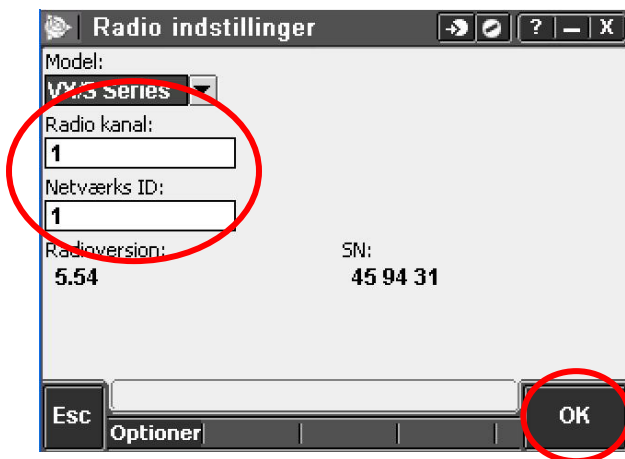 Radio indstillinger
? — X
Model:
VX/S Series
Radio kanal:
1
Netværks ID:
1
Radioversion: SN:
5.54 45 94 31
Esc OK
Optioner